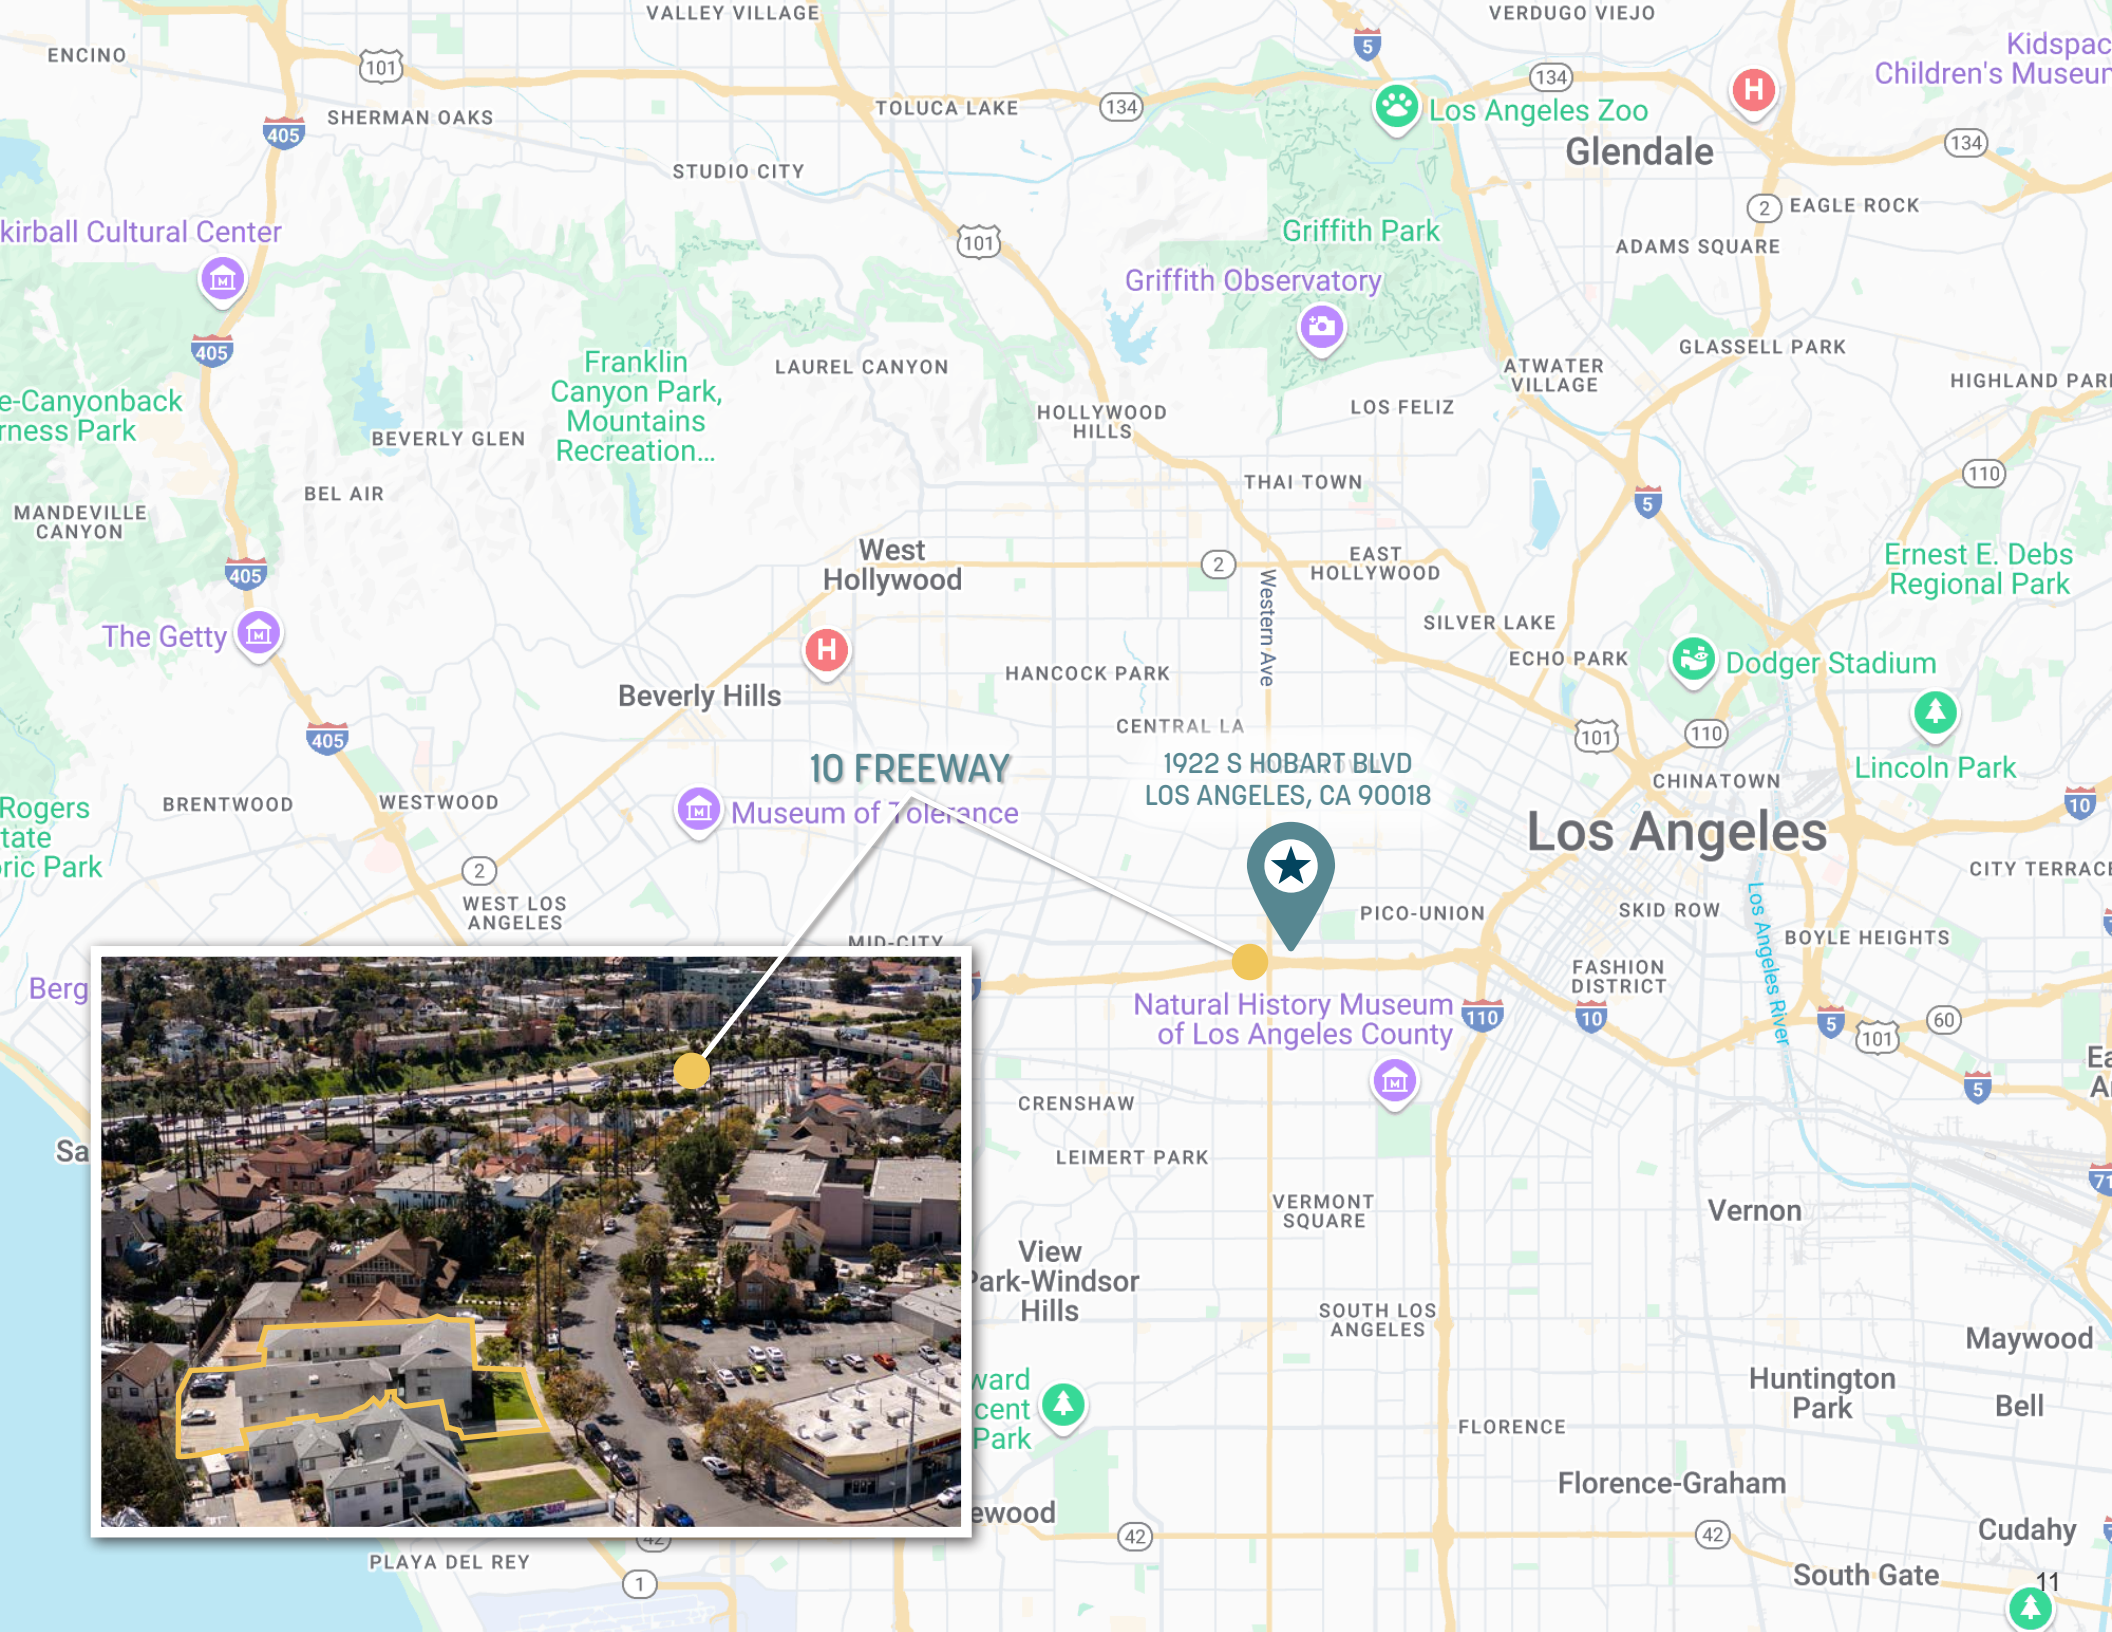 VALLEY VILLAGE
VERDUGO VIEJO
ENCINO
101
5
134
Kidspac
Children's Museum
H
SHERMAN OAKS
405
TOLUCA LAKE
134
Los Angeles Zoo
Glendale
134
STUDIO CITY
2
EAGLE ROCK
kirball Cultural Center
101
Griffith Park
ADAMS SQUARE
Griffith Observatory
405
Franklin
Canyon Park,
Mountains
Recreation...
LAUREL CANYON
ATWATER
VILLAGE
GLASSELL PARK
HIGHLAND PAR
e-Canyonback
rness Park
BEVERLY GLEN
HOLLYWOOD
HILLS
LOS FELIZ
MANDEVILLE
CANYON
BEL AIR
THAI TOWN
5
110
West
Hollywood
2
EAST
HOLLYWOOD
Ernest E. Debs
Regional Park
405
Western Ave
The Getty
H
SILVER LAKE
ECHO PARK
Dodger Stadium
Beverly Hills
HANCOCK PARK
405
CENTRAL LA
101
110
10 FREEWAY
1922 S HOBART BLVD
LOS ANGELES, CA 90018
CHINATOWN
Lincoln Park
BRENTWOOD
WESTWOOD
Museum of Tolerance
10
Rogers
tate
oric Park
Los Angeles
2
CITY TERRACE
WEST LOS
ANGELES
PICO-UNION
SKID ROW
Los Angeles River
MID-CITY
BOYLE HEIGHTS
Berg
FASHION
DISTRICT
Natural History Museum
of Los Angeles County
110
10
5
101
60
Ea
A
5
CRENSHAW
Sa
LEIMERT PARK
71
VERMONT
SQUARE
Vernon
View
Park-Windsor
Hills
SOUTH LOS
ANGELES
Maywood
ward
cent
Park
Huntington
Park
Bell
FLORENCE
Florence-Graham
ewood
42
42
42
Cudahy
PLAYA DEL REY
1
South Gate
11